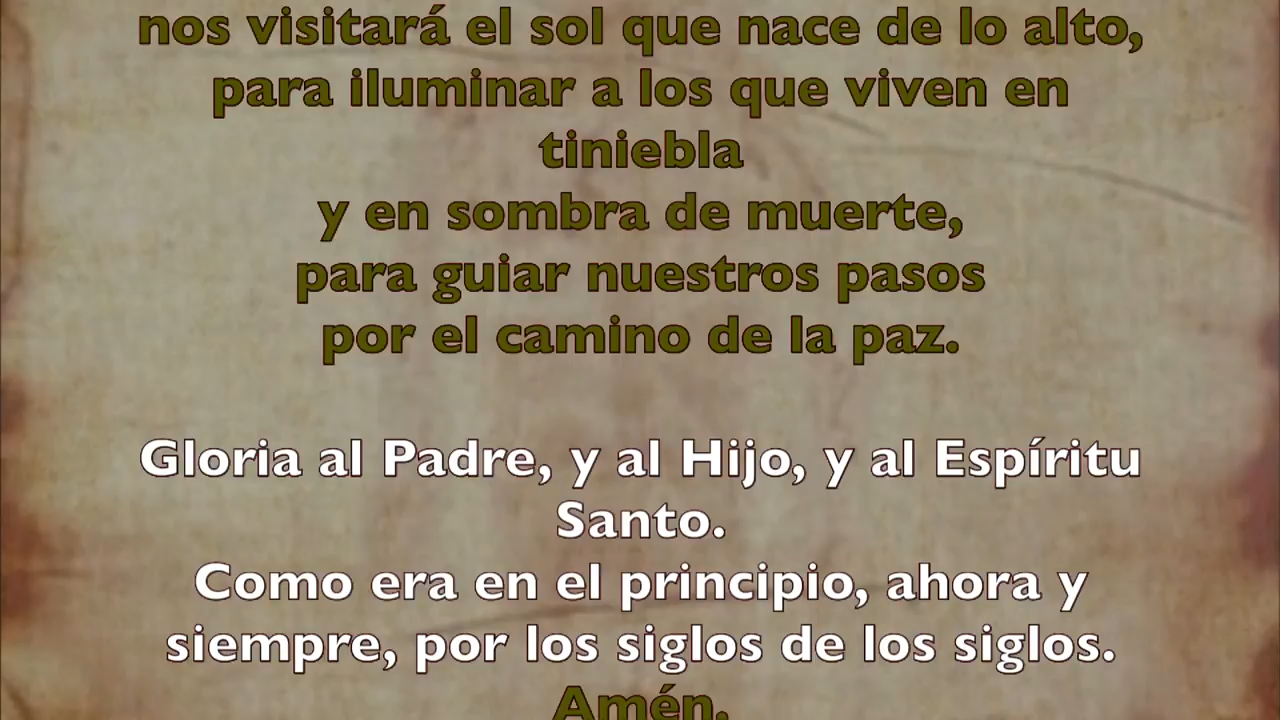 nos visitará el sol que nace de lo alto,
para iluminar a los que viven en
tiniebla
y en sombra de muerte,
para guiar nuestros pasos
por el camino de la paz.
Gloria al Padre, y al Hijo, y al Espíritu
Santo.
Como era en el principio, ahora y
siempre, por los siglos de los siglos.
Amén.